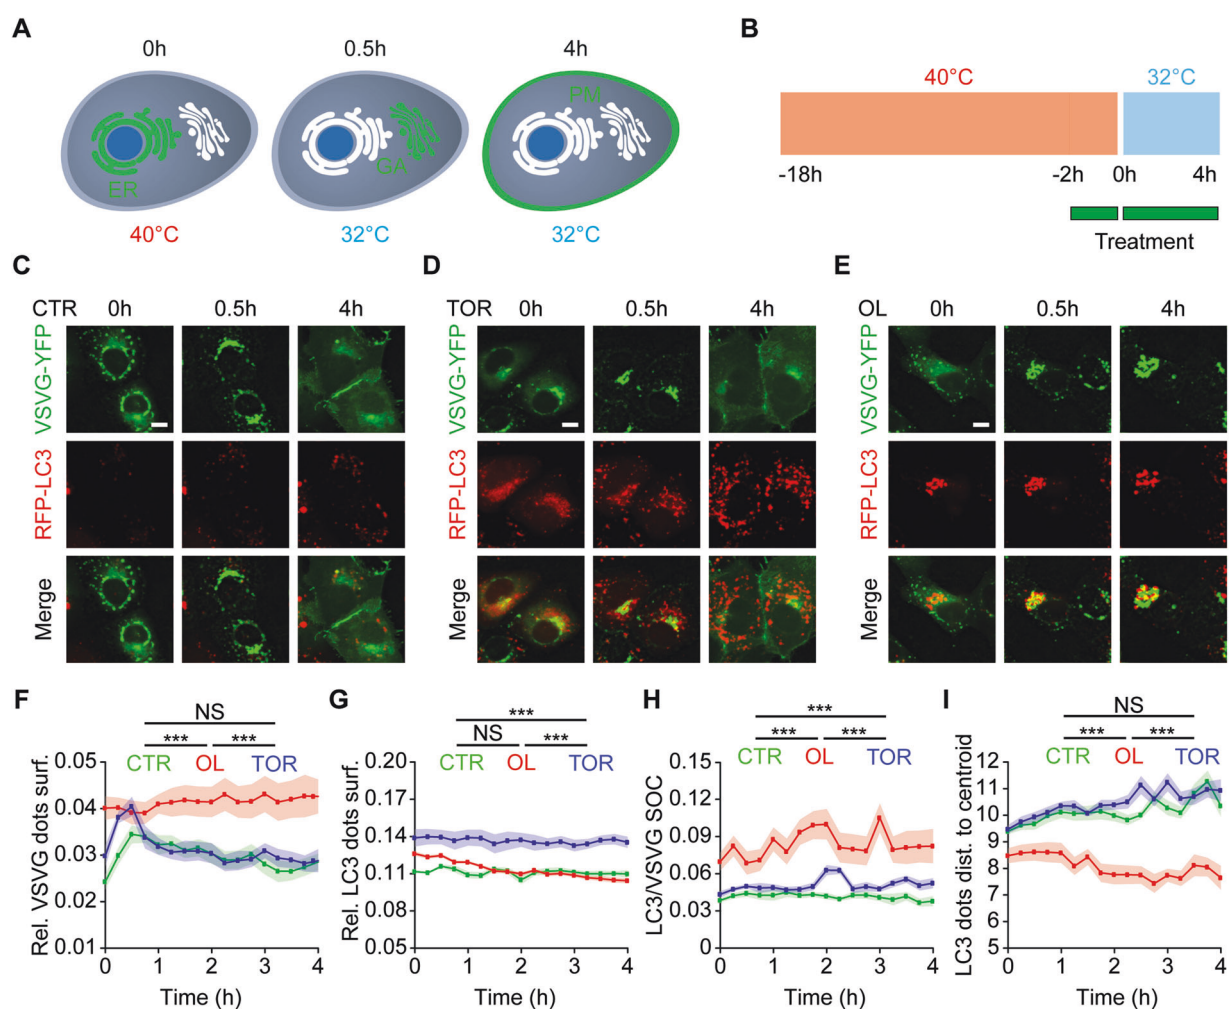 A
0h 0.5h 4h
ER GA PM
40°C 32°C 32°C
B
40°C 32°C
-18h -2h 0h 4h
Treatment
C
CTR 0h 0.5h 4h
VSVG-YFP
RFP-LC3
Merge
D
TOR 0h 0.5h 4h
VSVG-YFP
RFP-LC3
Merge
E
OL 0h 0.5h 4h
VSVG-YFP
RFP-LC3
Merge
F
NS
*** ***
CTR OL TOR
Rel. VSVG dots surf.
0.05
0.04
0.03
0.02
0.01
0 1 2 3 4
Time (h)
G
***
NS ***
CTR OL TOR
Rel. LC3 dots surf.
0.20
0.17
0.14
0.11
0.08
0.05
0 1 2 3 4
Time (h)
H
***
*** ***
CTR OL TOR
LC3/VSVG SOC
0.15
0.12
0.09
0.06
0.03
0
0 1 2 3 4
Time (h)
I
NS
*** ***
CTR OL TOR
LC3 dots dist. to centroid
12
11
10
9
8
7
6
5
0 1 2 3 4
Time (h)